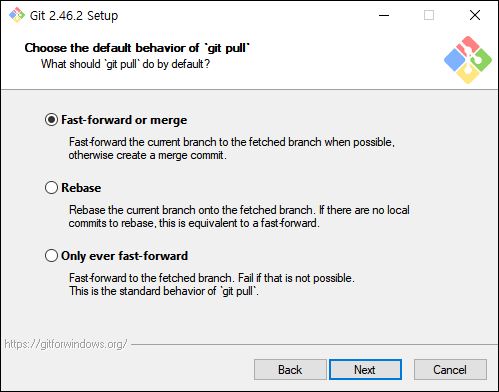 Git 2.46.2 Setup
Choose the default behavior of `git pull`
What should `git pull` do by default?
Fast-forward or merge
Fast-forward the current branch to the fetched branch when possible,
otherwise create a merge commit.
Rebase
Rebase the current branch onto the fetched branch. If there are no local
commits to rebase, this is equivalent to a fast-forward.
Only ever fast-forward
Fast-forward to the fetched branch. Fail if that is not possible.
This is the standard behavior of `git pull`.
https://gitforwindows.org/
Back Next Cancel